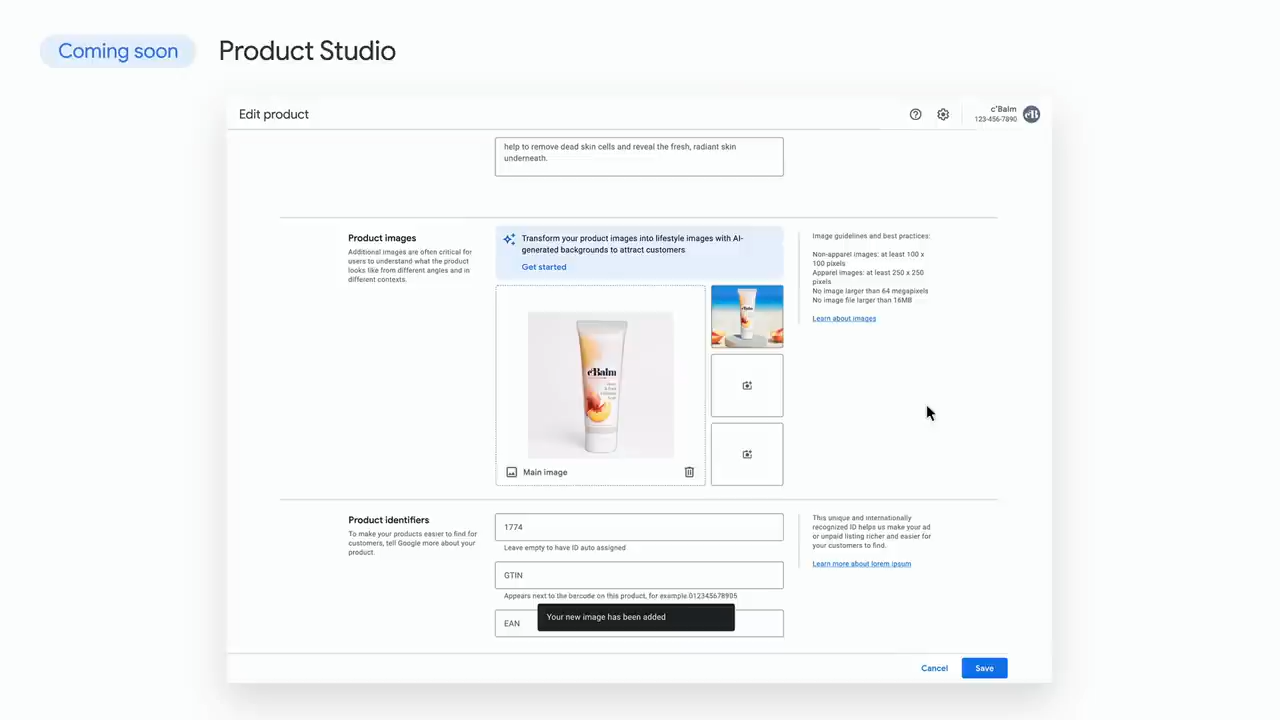 Coming soon
Product Studio
Edit product
c'Balm
123-456-7890
help to remove dead skin cells and reveal the fresh, radiant skin
underneath.
Product images
Additional images are often critical for
users to understand what the product
looks like from different angles and in
different contexts.
Transform your product images into lifestyle images with AI-
generated backgrounds to attract customers
Get started
c'Balm
c'Balm
Main image
Image guidelines and best practices:
Non-apparel images: at least 100 x
100 pixels
Apparel images: at least 250 x 250
pixels
No image larger than 64 megapixels
No image file larger than 16MB
Learn about images
Product identifiers
To make your products easier to find for
customers, tell Google more about your
product.
1774
Leave empty to have ID auto assigned
GTIN
Appears next to the barcode on this product, for example 012345678905
EAN
Your new image has been added
This unique and internationally
recognized ID helps us make your ad
or unpaid listing richer and easier for
your customers to find.
Learn more about lorem ipsum
Cancel
Save